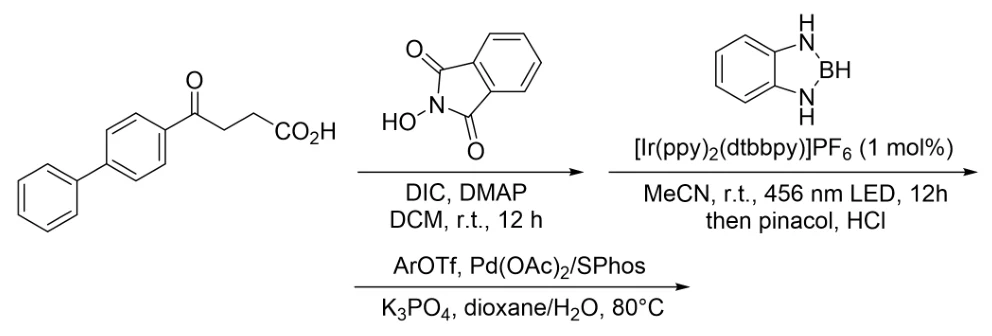 O
CO₂H
O
N
HO
O
DIC, DMAP
DCM, r.t., 12 h
H
N
BH
N
H
[Ir(ppy)₂(dtbbpy)]PF₆ (1 mol%)
MeCN, r.t., 456 nm LED, 12h
then pinacol, HCl
ArOTf, Pd(OAc)₂/SPhos
K₃PO₄, dioxane/H₂O, 80°C